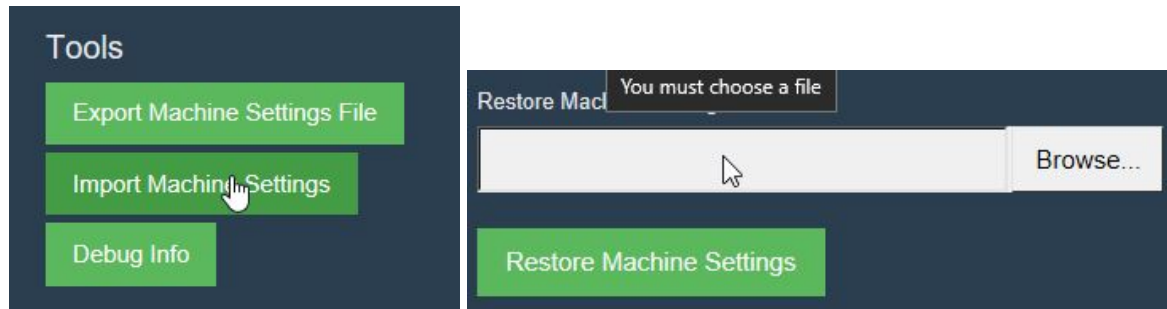 Tools
Export Machine Settings File
Import Machine Settings
Debug Info
You must choose a file
Restore
Browse...
Restore Machine Settings